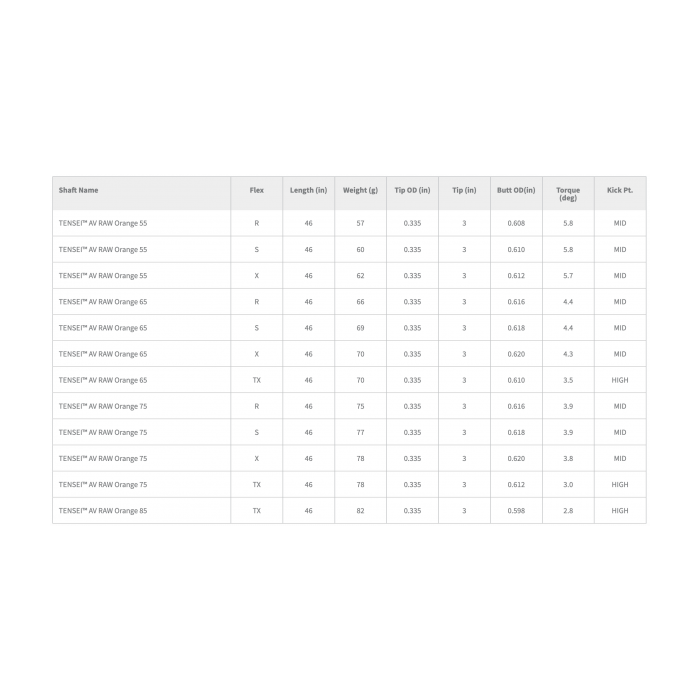 Shaft Name Flex Length (in) Weight (g) Tip OD (in) Tip (in) Butt OD(in) Torque (deg) Kick Pt.
TENSEI™ AV RAW Orange 55 R 46 57 0.335 3 0.608 5.8 MID
TENSEI™ AV RAW Orange 55 S 46 60 0.335 3 0.610 5.8 MID
TENSEI™ AV RAW Orange 55 X 46 62 0.335 3 0.612 5.7 MID
TENSEI™ AV RAW Orange 65 R 46 66 0.335 3 0.616 4.4 MID
TENSEI™ AV RAW Orange 65 S 46 69 0.335 3 0.618 4.4 MID
TENSEI™ AV RAW Orange 65 X 46 70 0.335 3 0.620 4.3 MID
TENSEI™ AV RAW Orange 65 TX 46 70 0.335 3 0.610 3.5 HIGH
TENSEI™ AV RAW Orange 75 R 46 75 0.335 3 0.616 3.9 MID
TENSEI™ AV RAW Orange 75 S 46 77 0.335 3 0.618 3.9 MID
TENSEI™ AV RAW Orange 75 X 46 78 0.335 3 0.620 3.8 MID
TENSEI™ AV RAW Orange 75 TX 46 78 0.335 3 0.612 3.0 HIGH
TENSEI™ AV RAW Orange 85 TX 46 82 0.335 3 0.598 2.8 HIGH